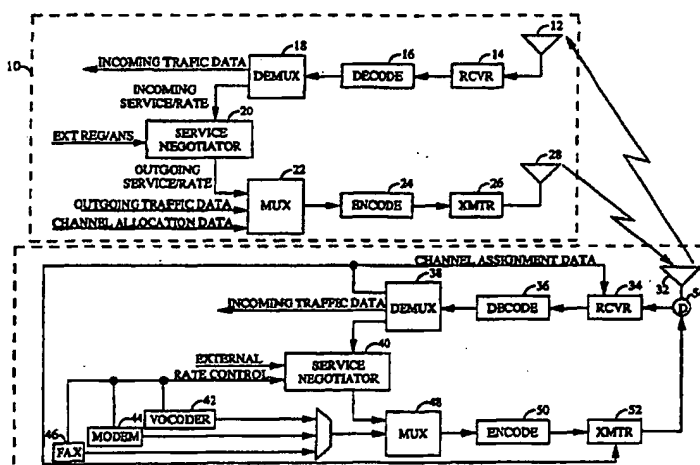 10
INCOMING TRAFIC DATA
18
DEMUX
16
DECODE
14
RCVR
12
INCOMING
SERVICE/RATE
20
EXT REG/ANS
SERVICE
NEGOTIATOR
OUTGOING
SERVICE/RATE
22
OUTGOING TRAFFIC DATA
CHANNEL ALLOCATION DATA
MUX
24
ENCODE
26
XMTR
28
CHANNEL ASSIGNMENT DATA
38
INCOMING TRAFFIC DATA
DEMUX
36
DECODE
34
RCVR
32
54
D
40
EXTERNAL
RATE CONTROL
SERVICE
NEGOTIATOR
42
VOCODER
44
MODEM
46
FAX
48
MUX
50
ENCODE
52
XMTR